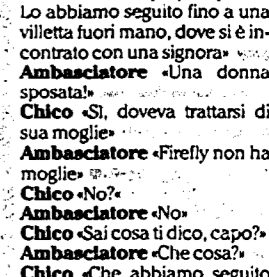 Lo abbiamo seguito fino a una
villetta fuori mano, dove si è in-
contrato con una signora»
Ambasciatore «Una donna
sposata!»
Chico «Sì, doveva trattarsi di
sua moglie»
Ambasciatore «Firefly non ha
moglie»
Chico «No?«
Ambasciatore «No»
Chico «Sai cosa ti dico, capo?»
Ambasciatore «Che cosa?»
Chico «Che abbiamo seguito